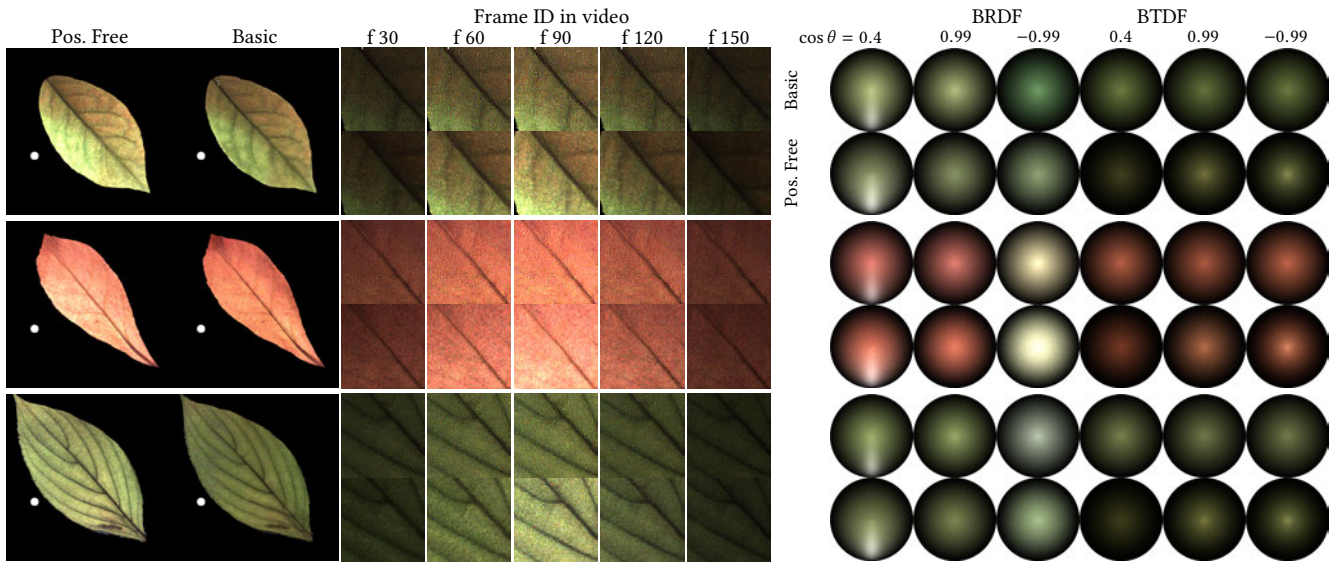 Frame ID in video
BRDF
BTDF
Pos. Free
Basic
f 30
f 60
f 90
f 120
f 150
cos θ = 0.4
0.99
−0.99
0.4
0.99
−0.99
Basic
Pos. Free